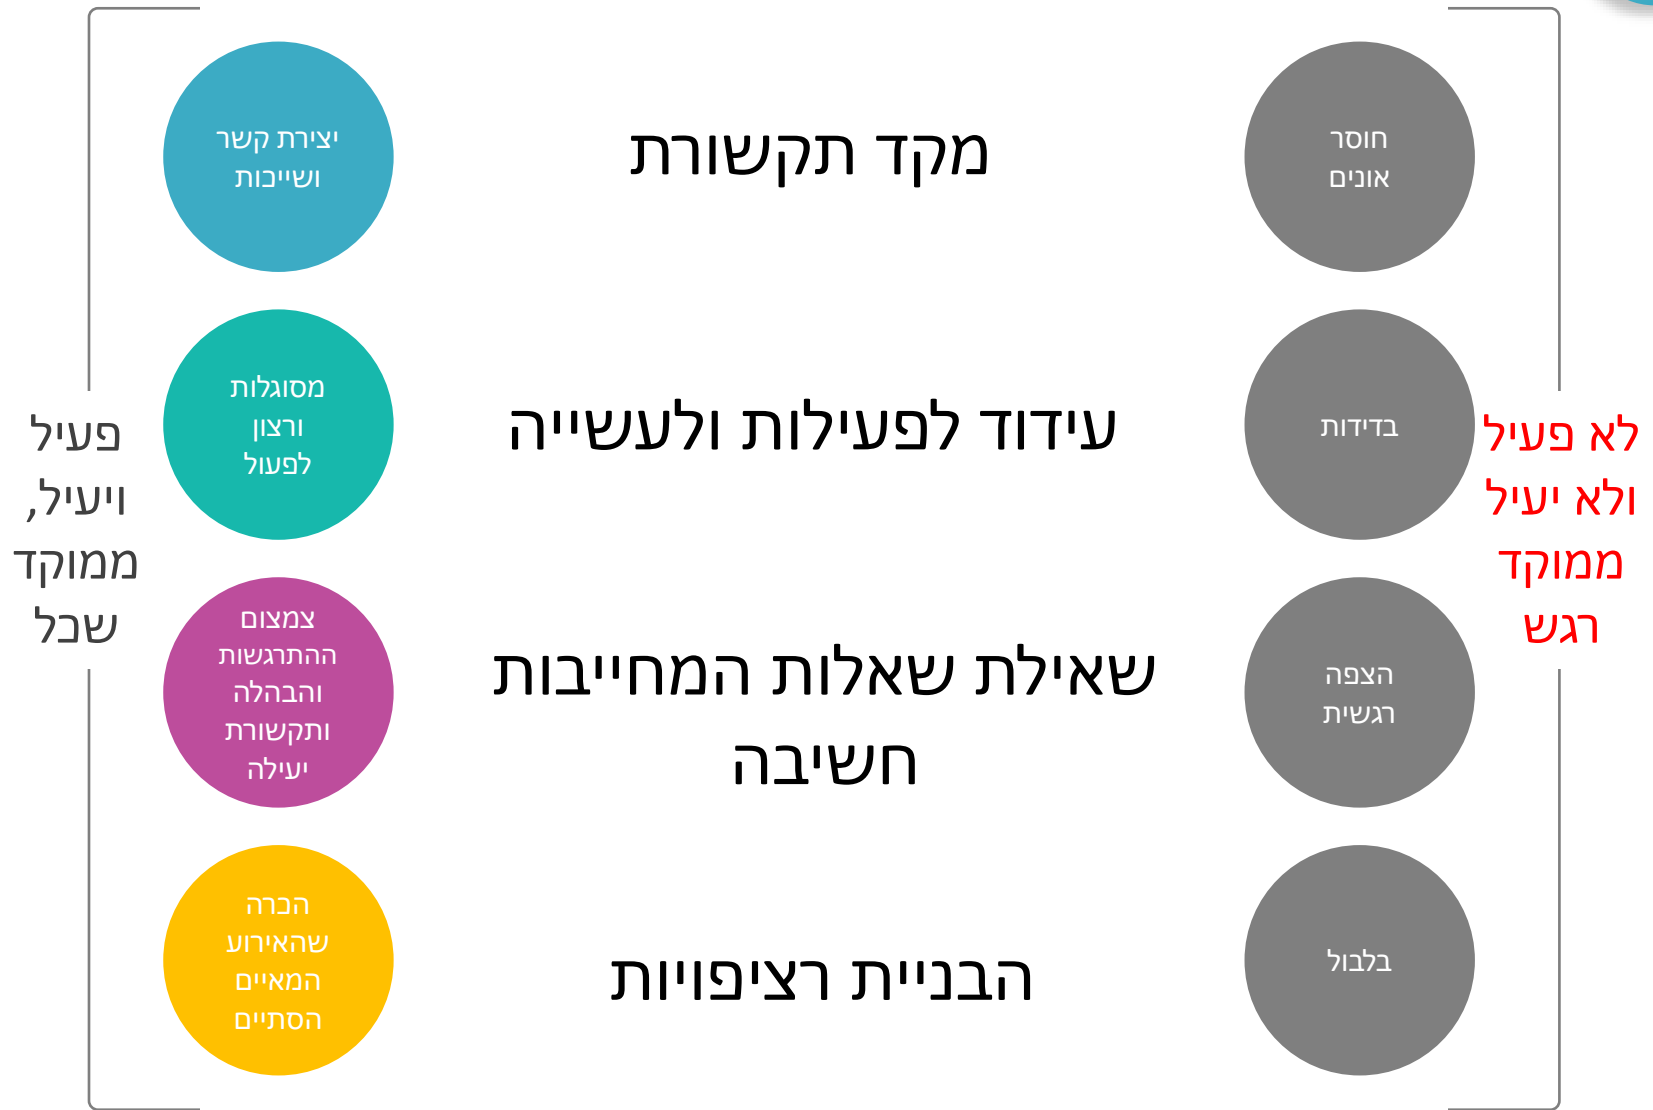 חוסר
אונים
מקד תקשורת
יצירת קשר
ושייכות
בדידות
עידוד לפעילות ולעשייה
מסוגלות
ורצון
לפעול
לא פעיל
ולא יעיל
ממוקד
רגש
פעיל
ויעיל,
ממוקד
שכל
הצפה
רגשית
שאילת שאלות המחייבות
חשיבה
צמצום
ההתרגשות
והבהלה
ותקשורת
יעילה
בלבול
הבניית רציפויות
הכרה
שהאירוע
המאיים
הסתיים